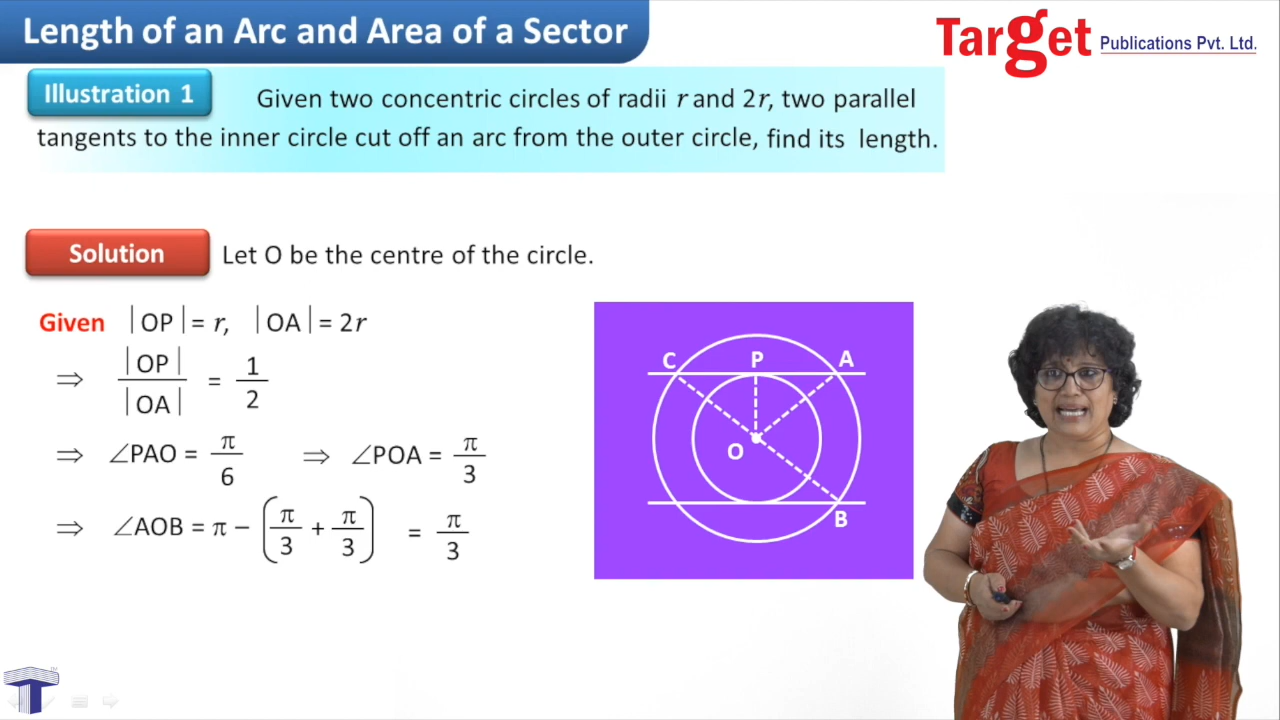 Length of an Arc and Area of a Sector
Target Publications Pvt. Ltd.
Illustration 1 Given two concentric circles of radii r and 2r, two parallel
tangents to the inner circle cut off an arc from the outer circle, find its length.
Solution Let O be the centre of the circle.
Given |OP| = r, |OA| = 2r
⇒ |OP| / |OA| = 1/2
⇒ ∠PAO = π/6 ⇒ ∠POA = π/3
⇒ ∠AOB = π − (π/3 + π/3) = π/3
C P A
O
B
T
TM